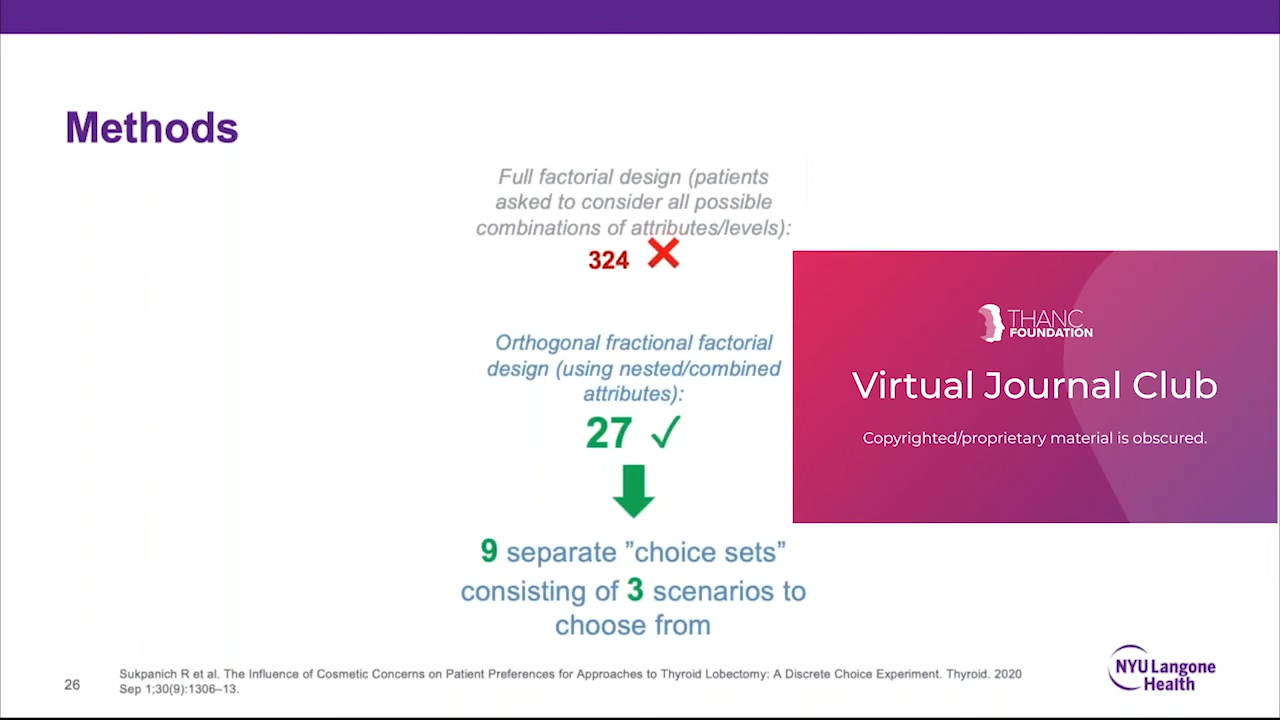 Methods
Full factorial design (patients
asked to consider all possible
combinations of attributes/levels):
324
Orthogonal fractional factorial
design (using nested/combined
attributes):
27 ✓
9 separate ”choice sets”
consisting of 3 scenarios to
choose from
THANC
FOUNDATION
Virtual Journal Club
Copyrighted/proprietary material is obscured.
26
Sukpanich R et al. The Influence of Cosmetic Concerns on Patient Preferences for Approaches to Thyroid Lobectomy: A Discrete Choice Experiment. Thyroid. 2020
Sep 1;30(9):1306–13.
NYU Langone
Health